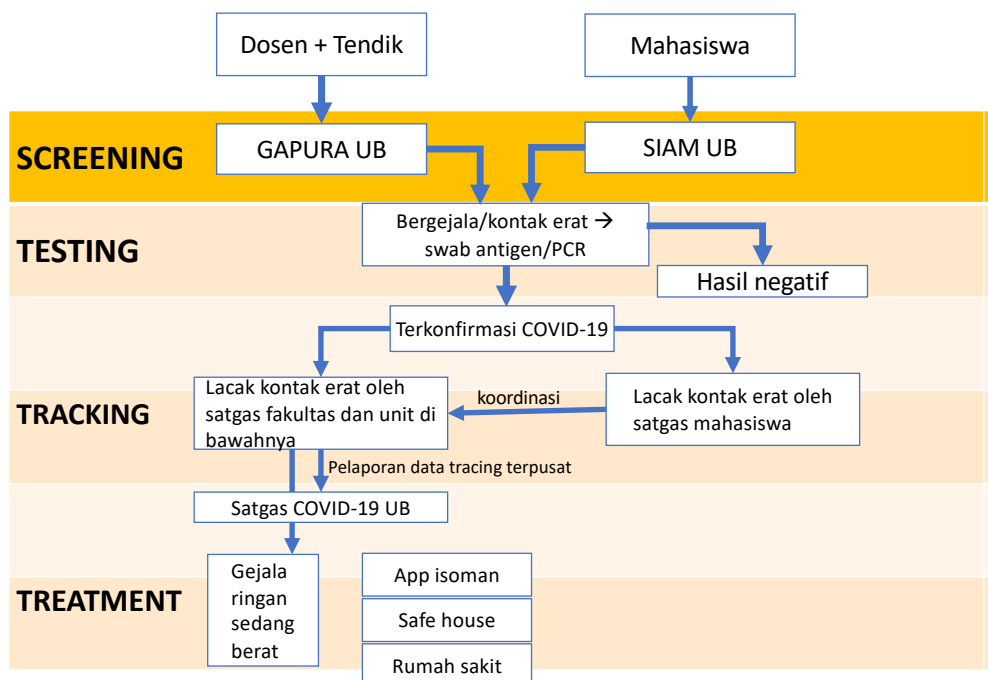 Dosen + Tendik
Mahasiswa
SCREENING
GAPURA UB
SIAM UB
TESTING
Bergejala/kontak erat →
swab antigen/PCR
Hasil negatif
Terkonfirmasi COVID-19
TRACKING
Lacak kontak erat oleh
satgas fakultas dan unit di
bawahnya
koordinasi
Lacak kontak erat oleh
satgas mahasiswa
Pelaporan data tracing terpusat
Satgas COVID-19 UB
TREATMENT
Gejala
ringan
sedang
berat
App isoman
Safe house
Rumah sakit